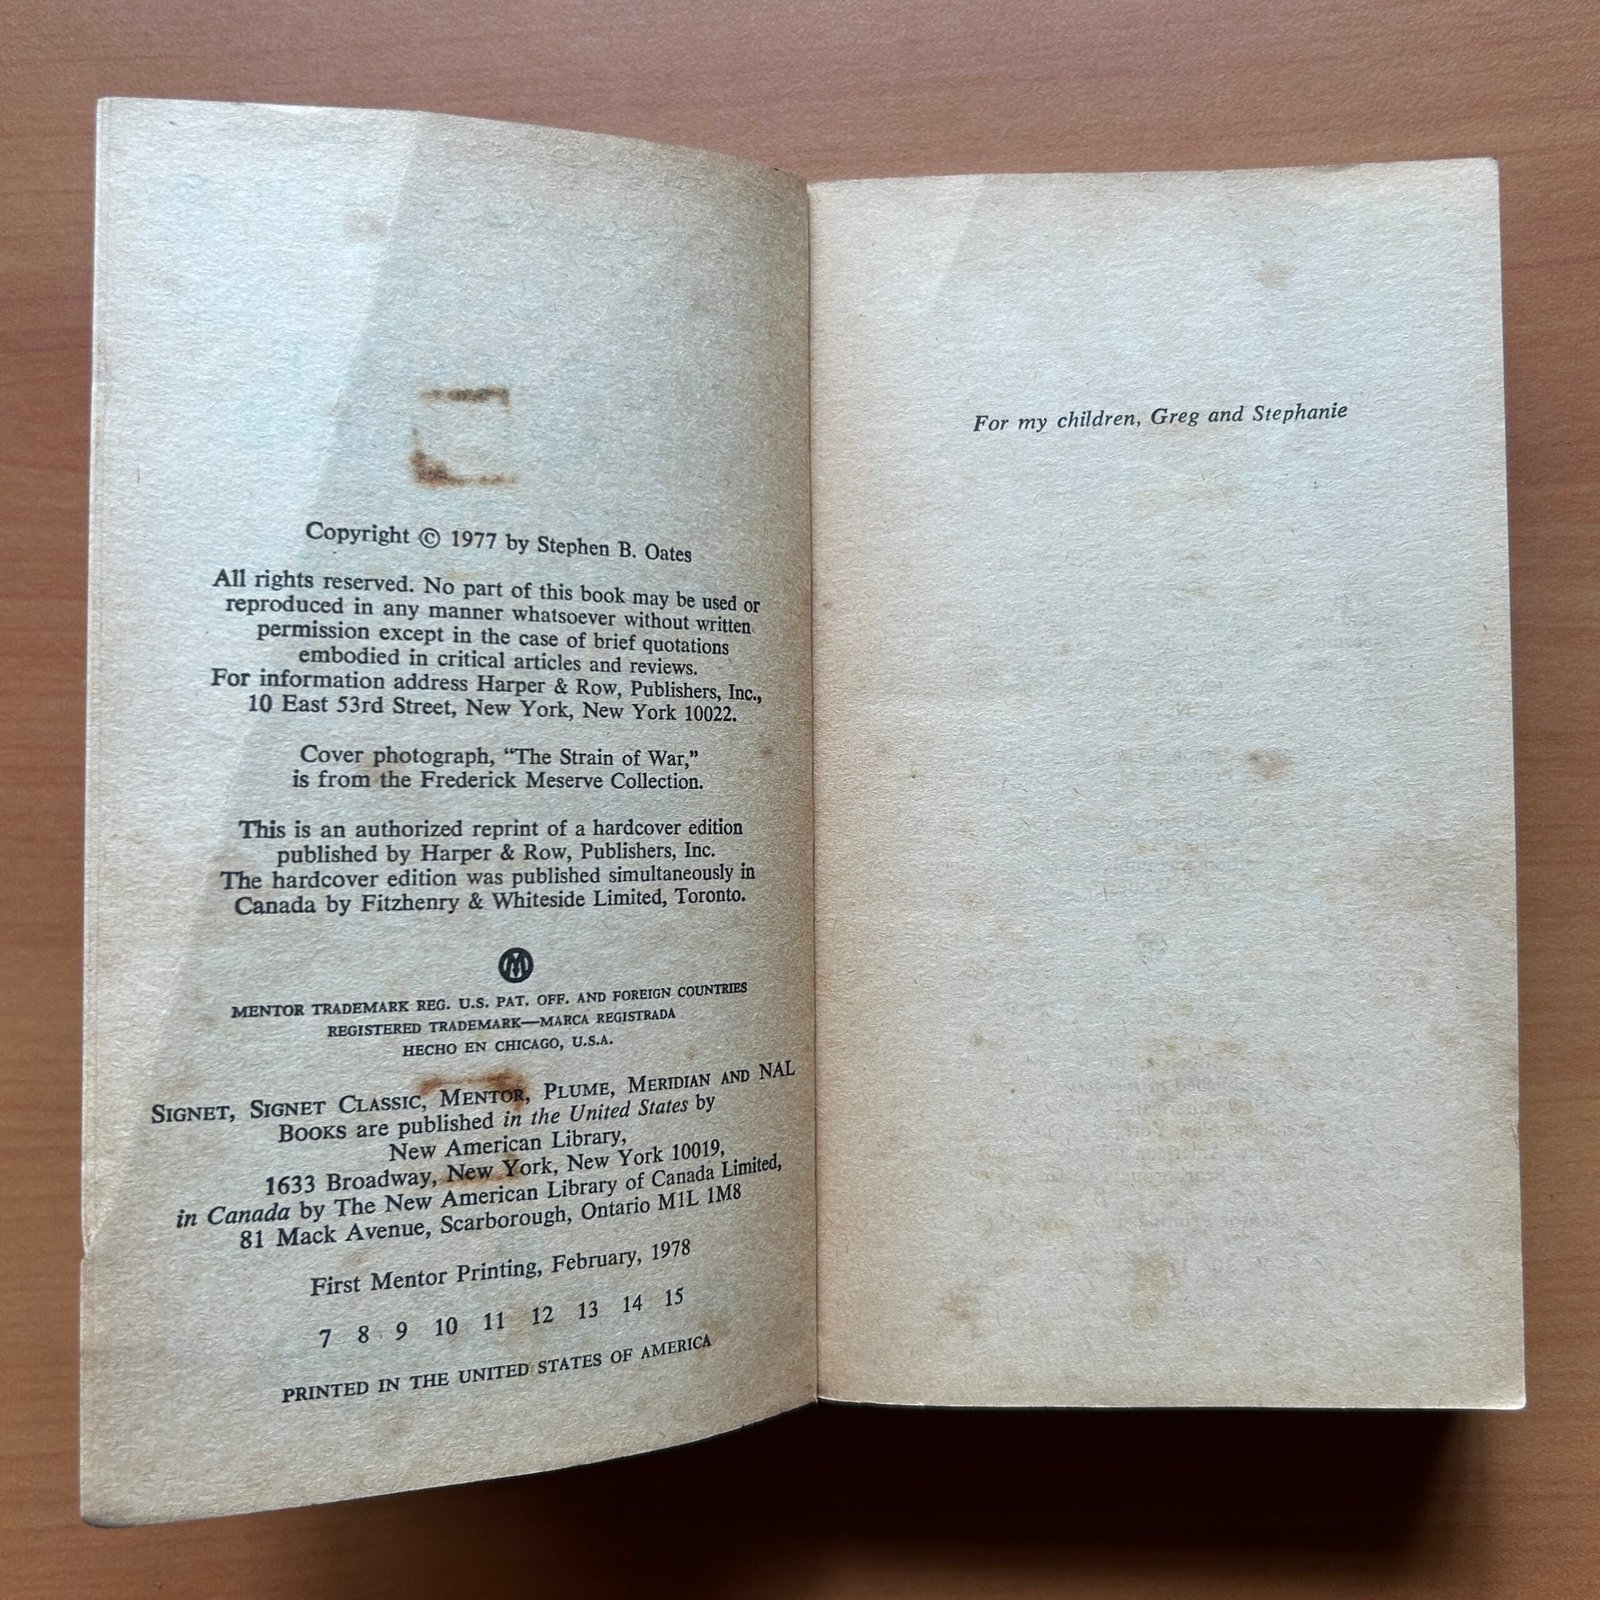 Copyright © 1977 by Stephen B. Oates
All rights reserved. No part of this book may be used or
reproduced in any manner whatsoever without written
permission except in the case of brief quotations
embodied in critical articles and reviews.
For information address Harper & Row, Publishers, Inc.,
10 East 53rd Street, New York, New York 10022.
Cover photograph, “The Strain of War,”
is from the Frederick Meserve Collection.
This is an authorized reprint of a hardcover edition
published by Harper & Row, Publishers, Inc.
The hardcover edition was published simultaneously in
Canada by Fitzhenry & Whiteside Limited, Toronto.
MENTOR TRADEMARK REG. U.S. PAT. OFF. AND FOREIGN COUNTRIES
REGISTERED TRADEMARK—MARCA REGISTRADA
HECHO EN CHICAGO, U.S.A.
SIGNET, SIGNET CLASSIC, MENTOR, PLUME, MERIDIAN AND NAL
BOOKS are published in the United States by
New American Library,
1633 Broadway, New York, New York 10019,
in Canada by The New American Library of Canada Limited,
81 Mack Avenue, Scarborough, Ontario M1L 1M8
First Mentor Printing, February, 1978
7 8 9 10 11 12 13 14 15
PRINTED IN THE UNITED STATES OF AMERICA
For my children, Greg and Stephanie